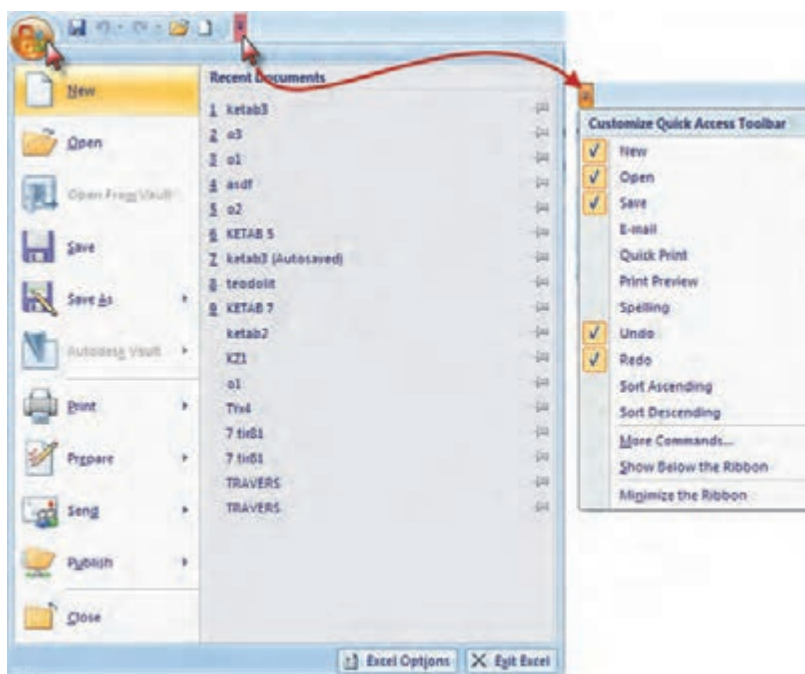 New
Open
Open From Vault
Save
Save As
Autodesk Vault
Print
Prepare
Send
Publish
Close
Recent Documents
1 ketab3
2 o3
3 o1
4 asdf
5 o2
6 KETAB 5
7 ketab3 (Autosaved)
8 teodolit
9 KETAB 7
ketab2
KZ1
o1
7 tir81
7 tir81
TRAVERS
TRAVERS
Excel Options
Exit Excel
Customize Quick Access Toolbar
New
Open
Save
E-mail
Quick Print
Print Preview
Spelling
Undo
Redo
Sort Ascending
Sort Descending
More Commands...
Show Below the Ribbon
Minimize the Ribbon